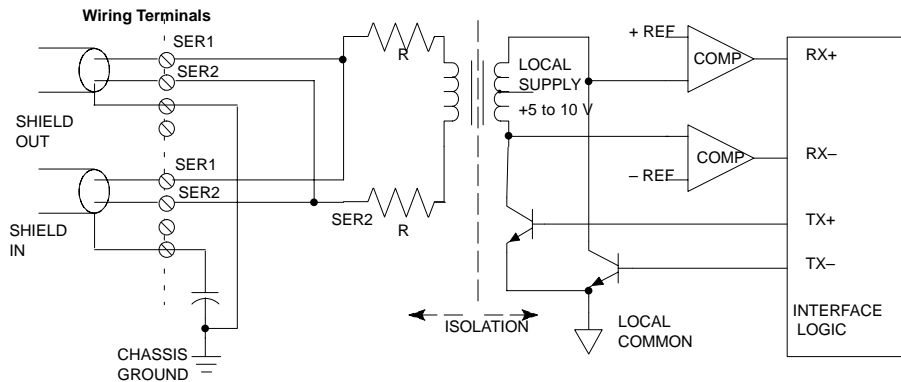 Wiring Terminals
SER1
SER2
SHIELD
OUT
SER1
SER2
SHIELD
IN
CHASSIS
GROUND
R
SER2
R
ISOLATION
LOCAL
SUPPLY
+5 to 10 V
LOCAL
COMMON
+ REF
COMP
COMP
– REF
RX+
RX–
TX+
TX–
INTERFACE
LOGIC